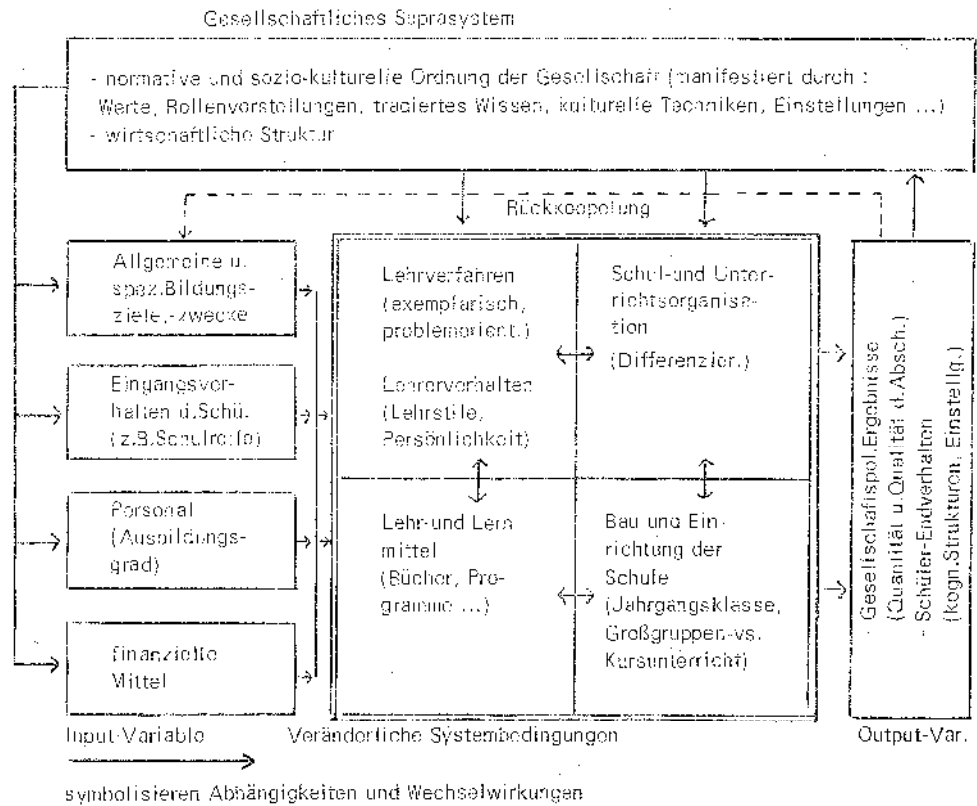 Gesellschaftliches Suprasystem
- normative und sozio-kulturelle Ordnung der Gesellschaft (manifestiert durch :
Werte, Rollenvorstellungen, tradiertes Wissen, kulturelle Techniken, Einstellungen ...)
- wirtschaftliche Struktur
Rückkoppelung
Allgemeine u.
spez.Bildungs-
ziele,-zwecke
Eingangsver-
halten d.Schü.
(z.B.Schulreife)
Personal
(Ausbildungs-
grad)
finanzielle
Mittel
Lehrverfahren
(exemplarisch,
problemorient.)
Lehrerverhalten
(Lehrstile,
Persönlichkeit)
Schul-und Unter-
richtsorganisa-
tion
(Differenzier.)
Lehr-und Lern
mittel
(Bücher, Pro-
gramme ...)
Bau und Ein-
richtung der
Schule
(Jahrgangsklasse,
Großgruppen-vs.
Kursunterricht)
- Gesellschaftspol.Ergebnisse
(Quantität u.Qualität d.Absch.)
- Schüler-Endverhalten
(kogn.Strukturen, Einstellg.)
Input-Variable
Veränderliche Systembedingungen
Output-Var.
symbolisieren Abhängigkeiten und Wechselwirkungen